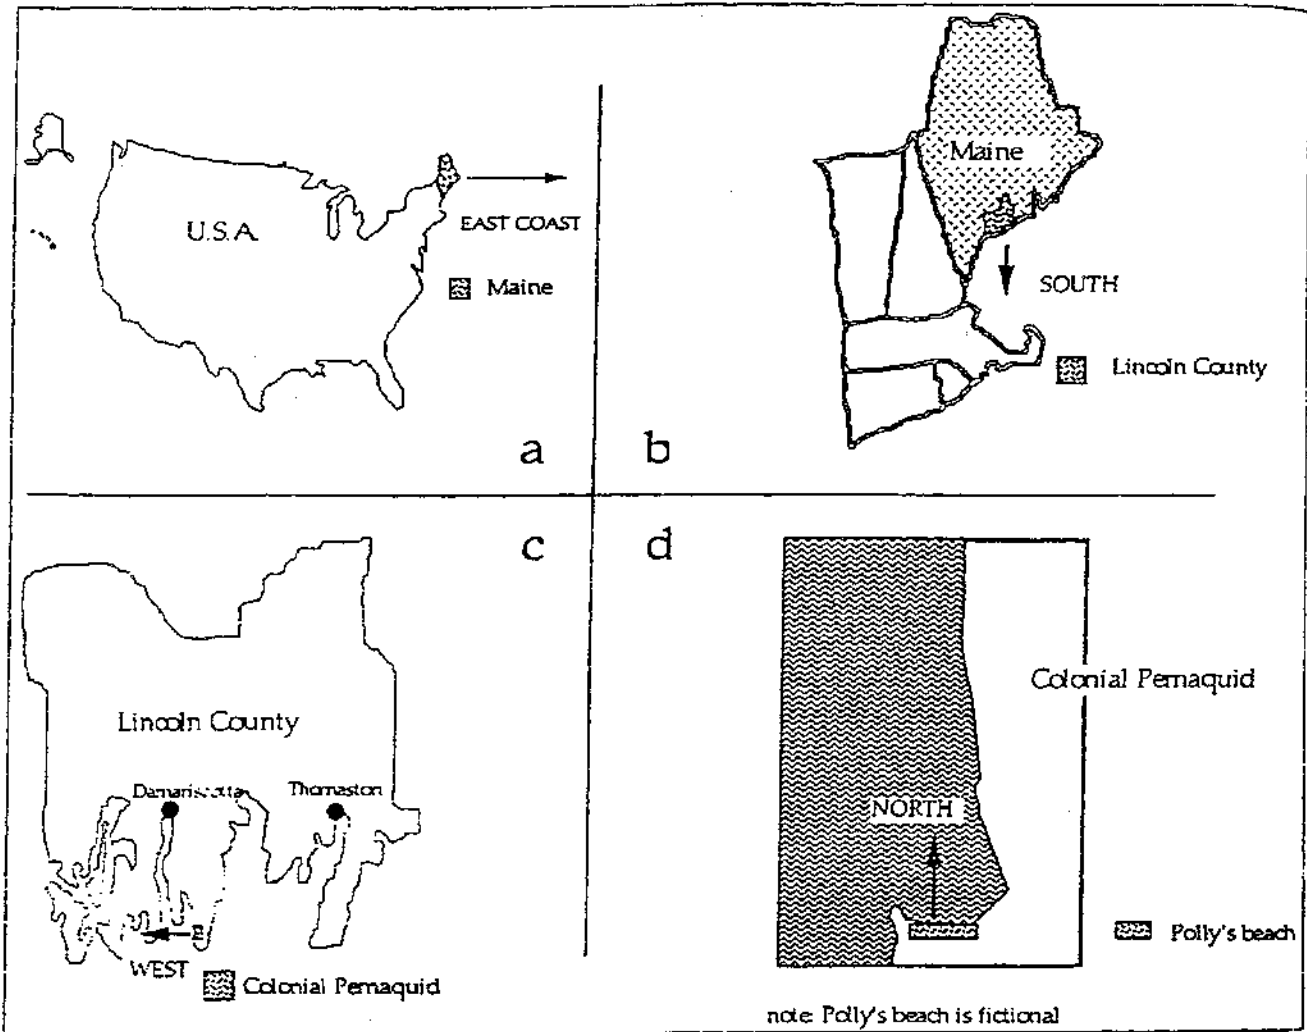 U.S.A.
EAST COAST
Maine
a
Maine
SOUTH
Lincoln County
b
c
Lincoln County
Damariscotta
Thomaston
WEST
Colonial Pemaquid
d
Colonial Pemaquid
NORTH
Polly's beach
note: Polly's beach is fictional